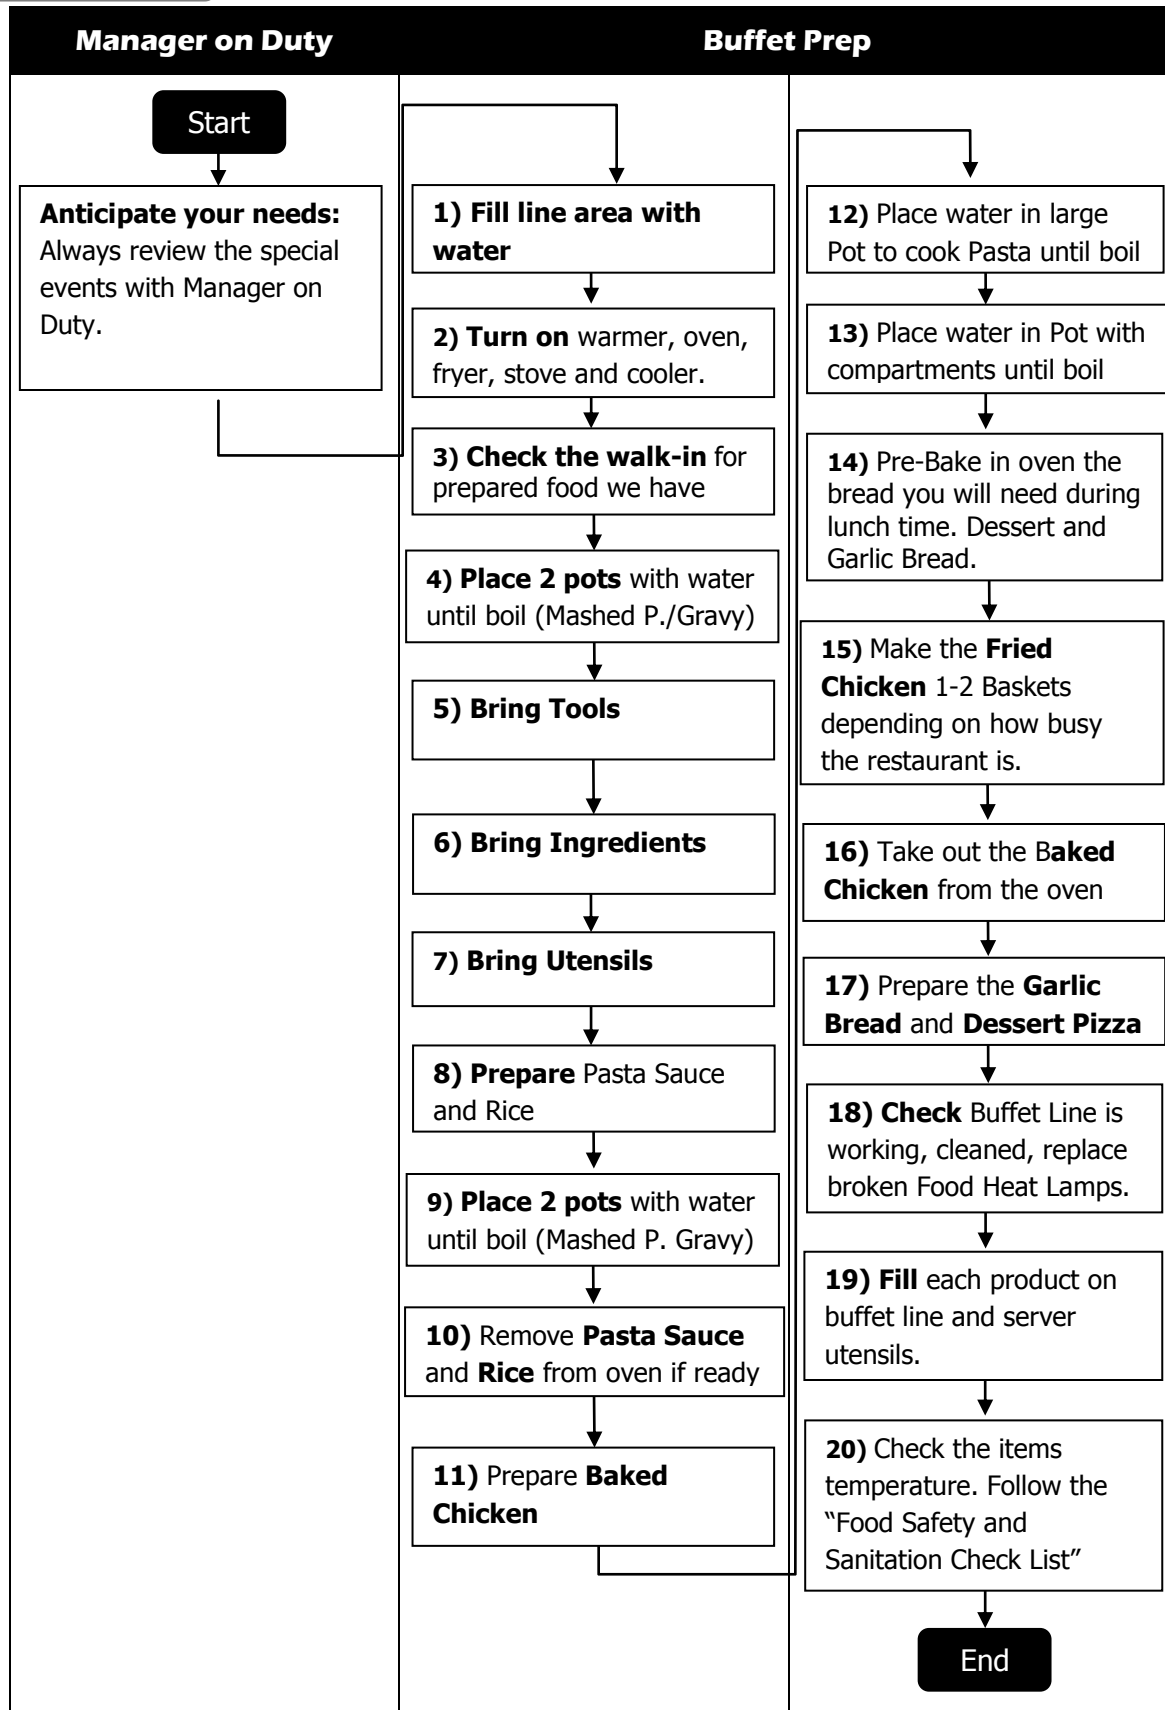 Manager on Duty
Buffet Prep
Start
Anticipate your needs:
Always review the special
events with Manager on
Duty.
1) Fill line area with
water
2) Turn on warmer, oven,
fryer, stove and cooler.
3) Check the walk-in for
prepared food we have
4) Place 2 pots with water
until boil (Mashed P./Gravy)
5) Bring Tools
6) Bring Ingredients
7) Bring Utensils
8) Prepare Pasta Sauce
and Rice
9) Place 2 pots with water
until boil (Mashed P. Gravy)
10) Remove Pasta Sauce
and Rice from oven if ready
11) Prepare Baked
Chicken
12) Place water in large
Pot to cook Pasta until boil
13) Place water in Pot with
compartments until boil
14) Pre-Bake in oven the
bread you will need during
lunch time. Dessert and
Garlic Bread.
15) Make the Fried
Chicken 1-2 Baskets
depending on how busy
the restaurant is.
16) Take out the Baked
Chicken from the oven
17) Prepare the Garlic
Bread and Dessert Pizza
18) Check Buffet Line is
working, cleaned, replace
broken Food Heat Lamps.
19) Fill each product on
buffet line and server
utensils.
20) Check the items
temperature. Follow the
“Food Safety and
Sanitation Check List”
End